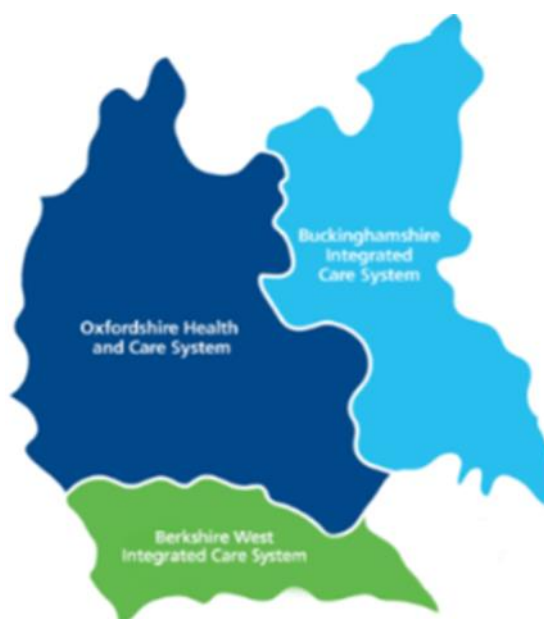 Buckinghamshire
Integrated
Care System
Oxfordshire Health
and Care System
Berkshire West
Integrated Care System